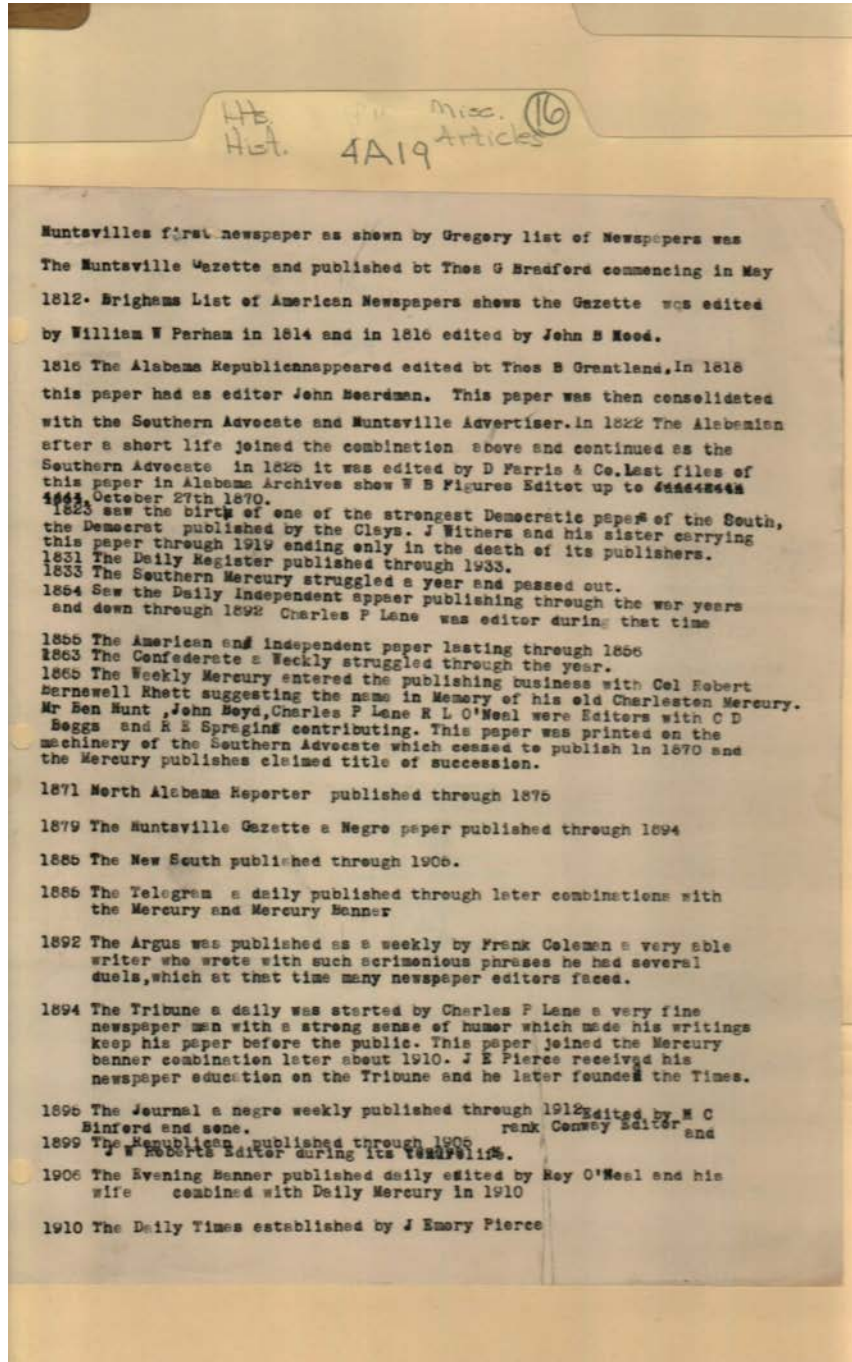 Hts. Misc. 16
Hist. 4A19 Articles
Huntsvilles first newspaper as shown by Gregory list of Newspapers was
The Huntsville Gazette and published bt Thos G Bradford commencing in May
1812. Brighams List of American Newspapers shows the Gazette was edited
by William W Parham in 1814 and in 1816 edited by John B Hood.
1816 The Alabama Republicanappeared edited bt Thos B Grantland.In 1818
this paper had as editor John Boardman. This paper was then consolidated
with the Southern Advocate and Huntsville Advertiser.In 1822 The Alabamian
after a short life joined the combination above and continued as the
Southern Advocate in 1825 it was edited by D Farris & Co.Last files of
this paper in Alabama Archives show W B Figures Editot up to
October 27th 1870.
1823 saw the birth of one of the strongest Democratic papers of the South,
the Democrat published by the Clays. J Withers and his sister carrying
this paper through 1919 ending only in the death of its publishers.
1831 The Daily Register published through 1933.
1833 The Southern Mercury struggled a year and passed out.
1854 Saw the Daily Independent appaer publishing through the war years
and down through 1892 Charles P Lane was editor during that time
1855 The American and independent paper lasting through 1856
1863 The Confederate a Weckly struggled through the year.
1865 The Weekly Mercury entered the publishing business with Col Robert
Barnewell Rhett suggesting the name in Memory of his old Charleston Mercury.
Mr Ben Hunt ,John Boyd,Charles P Lane R L O'Neal were Editors with C D
Beggs and R E Spragins contributing. This paper was printed on the
machinery of the Southern Advocate which ceased to publish in 1870 and
the Mercury publishes claimed title of succession.
1871 North Alabama Reporter published through 1875
1879 The Huntsville Gazette a Negro paper published through 1894
1885 The New South published through 1905.
1885 The Telegram a daily published through later combinations with
the Mercury and Mercury Banner
1892 The Argus was published as a weekly by Frank Coleman a very able
writer who wrote with such acrimonious phrases he had several
duels,which at that time many newspaper editors faced.
1894 The Tribune a daily was started by Charles P Lane a very fine
newspaper man with a strong sense of humor which made his writings
keep his paper before the public. This paper joined the Mercury
banner combination later about 1910. J E Pierce received his
newspaper education on the Tribune and he later founded the Times.
1895 The Journal a negro weekly published through 1912Edited by H C
Binford and sons. rank Conway Editor and
1899 The Republican published through 1905
J W Roberts Editor during its life.
1906 The Evening Banner published daily edited by Roy O'Neal and his
wife combined with Daily Mercury in 1910
1910 The Daily Times established by J Emory Pierce